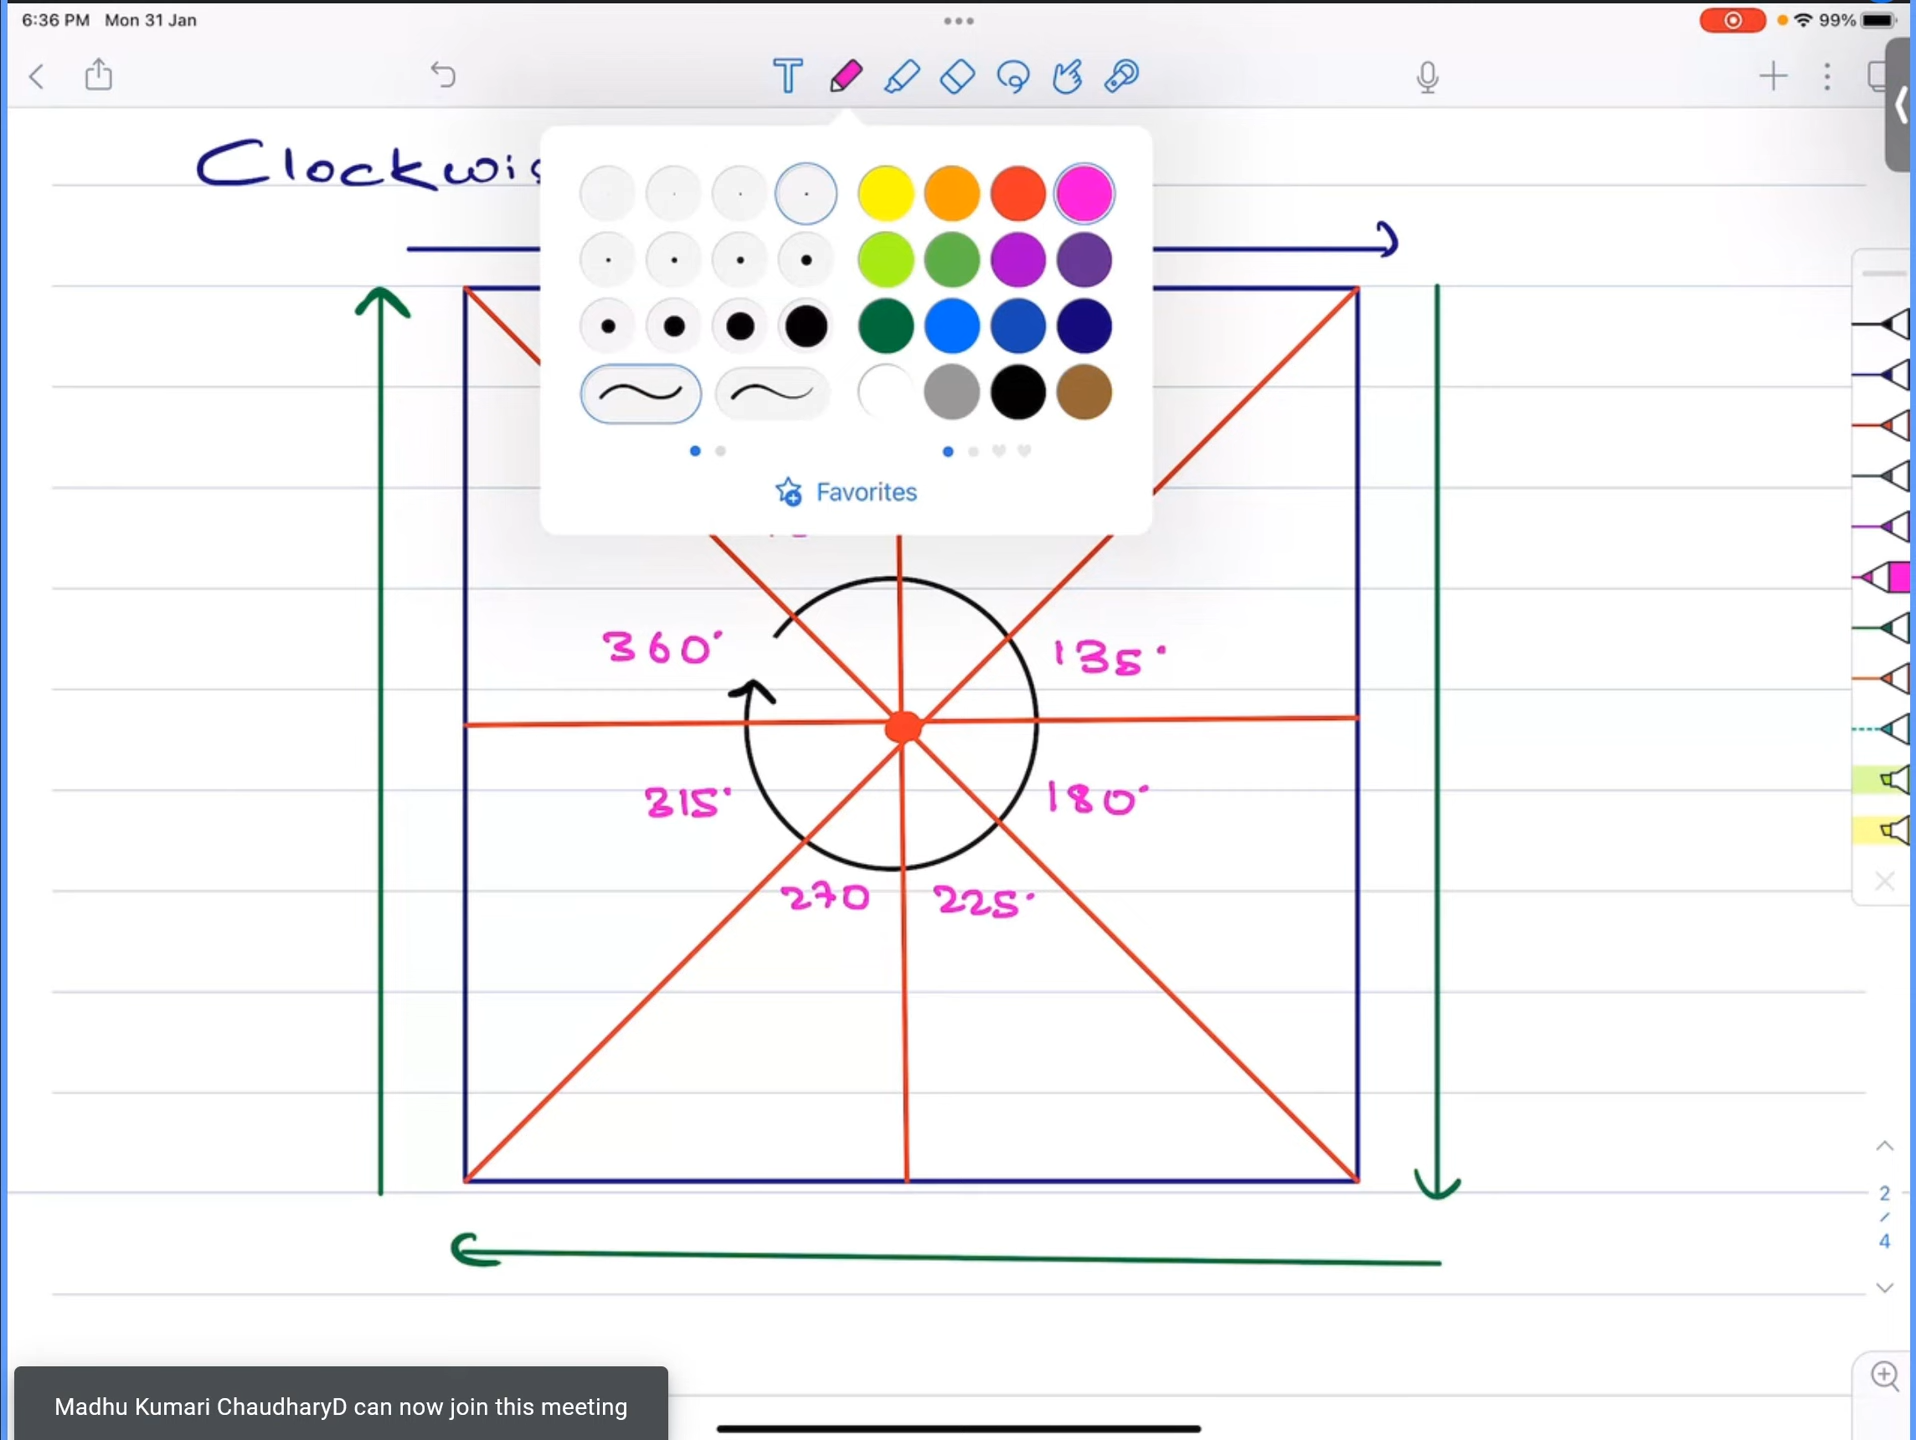 6:36 PM Mon 31 Jan
99%
T
Favorites
360°
135°
315°
180°
270
225°
2
/
4
Madhu Kumari ChaudharyD can now join this meeting